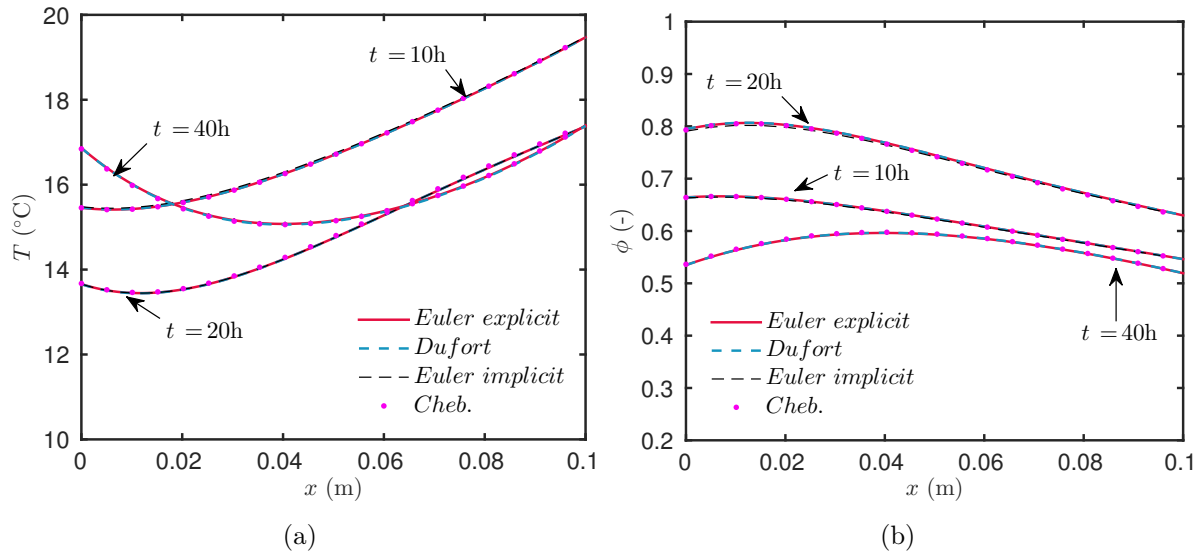 20
18
16
14
12
10
T (°C)
t = 10h
t = 40h
t = 20h
Euler explicit
Dufort
Euler implicit
Cheb.
0 0.02 0.04 0.06 0.08 0.1
x (m)
(a)
1
0.9
0.8
0.7
0.6
0.5
0.4
0.3
0.2
ϕ (-)
t = 20h
t = 10h
t = 40h
Euler explicit
Dufort
Euler implicit
Cheb.
0 0.02 0.04 0.06 0.08 0.1
x (m)
(b)